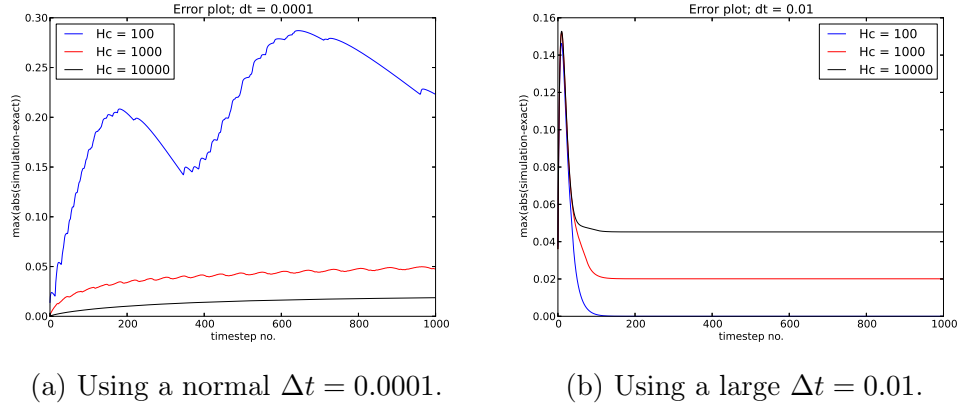 Error plot; dt = 0.0001
0.30
0.25
0.20
0.15
0.10
0.05
0.00
max(abs(simulation-exact))
Hc = 100
Hc = 1000
Hc = 10000
0 200 400 600 800 1000
timestep no.
(a) Using a normal Δt = 0.0001.
Error plot; dt = 0.01
0.16
0.14
0.12
0.10
0.08
0.06
0.04
0.02
0.00
max(abs(simulation-exact))
Hc = 100
Hc = 1000
Hc = 10000
0 200 400 600 800 1000
timestep no.
(b) Using a large Δt = 0.01.